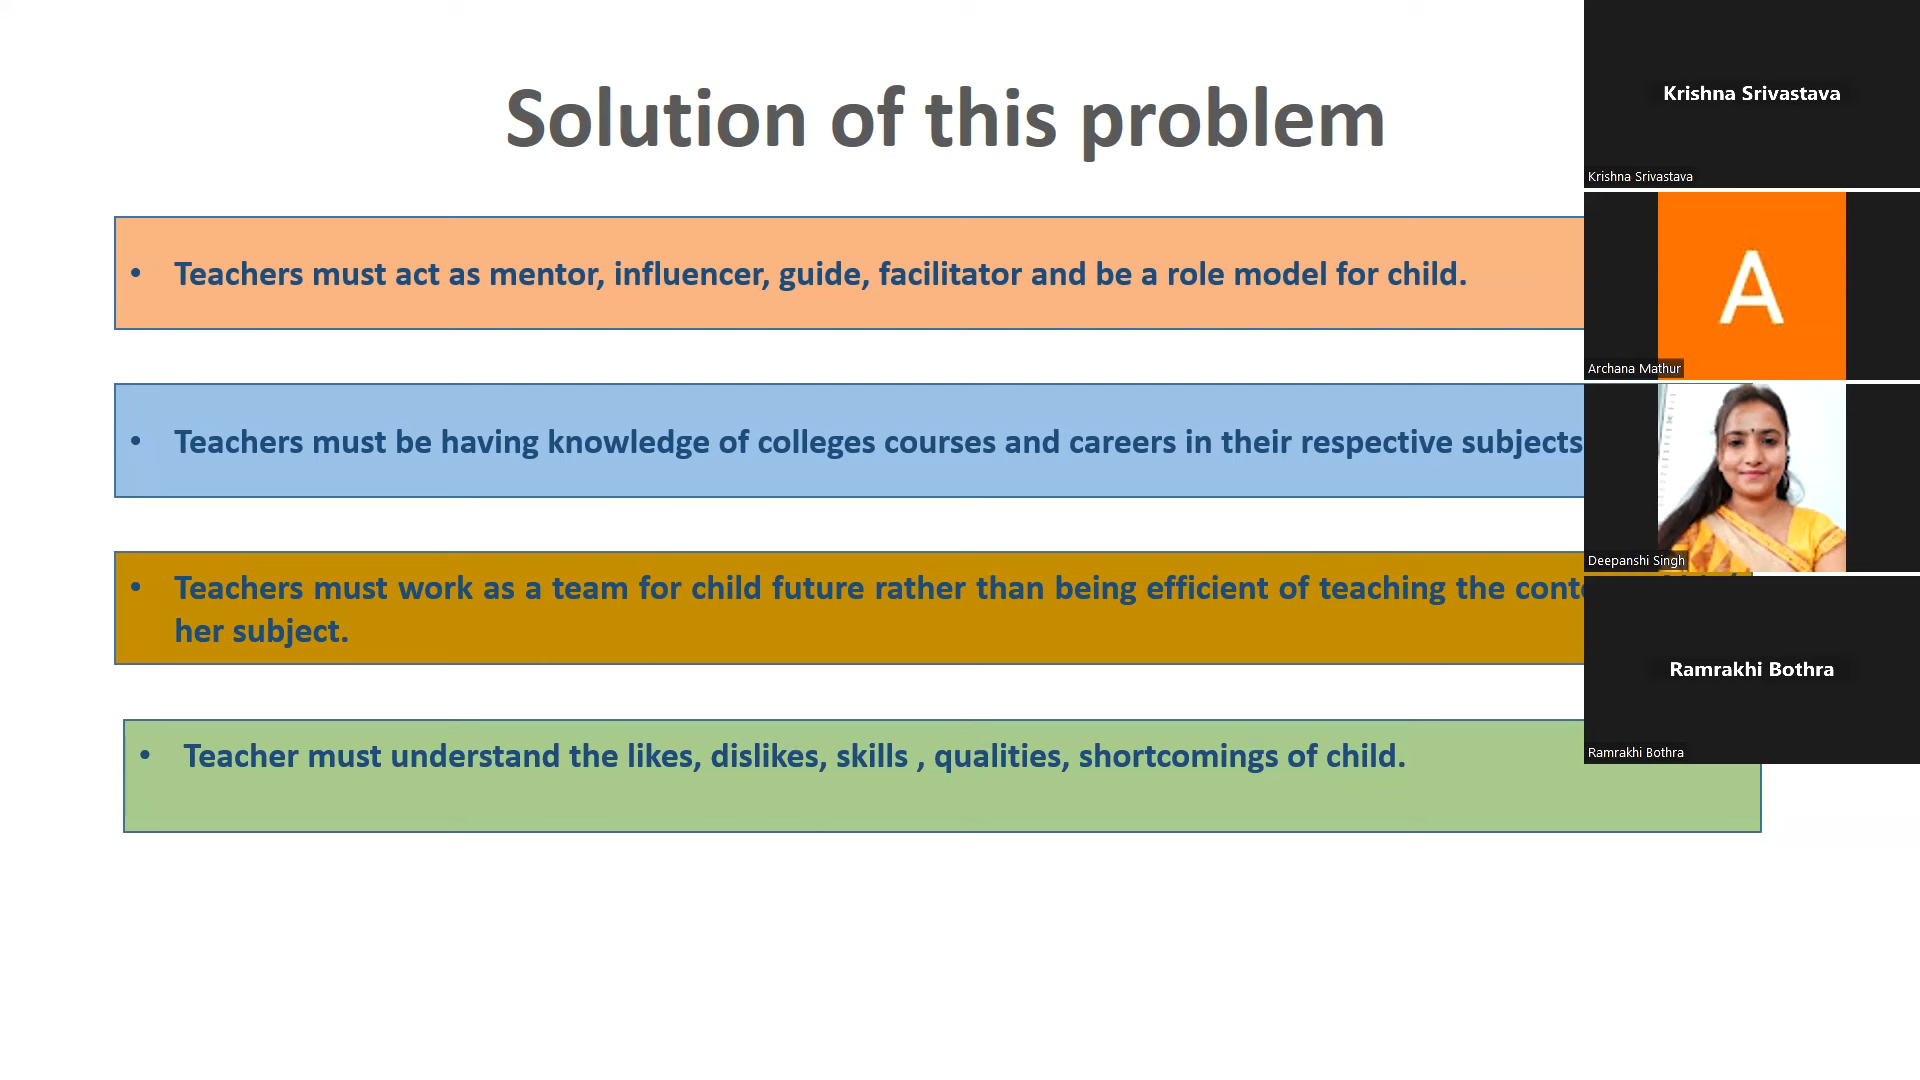 Solution of this problem
• Teachers must act as mentor, influencer, guide, facilitator and be a role model for child.
• Teachers must be having knowledge of colleges courses and careers in their respective subjects
• Teachers must work as a team for child future rather than being efficient of teaching the
her subject.
• Teacher must understand the likes, dislikes, skills , qualities, shortcomings of child.
Krishna Srivastava
Krishna Srivastava
A
Archana Mathur
Deepanshi Singh
Ramrakhi Bothra
Ramrakhi Bothra